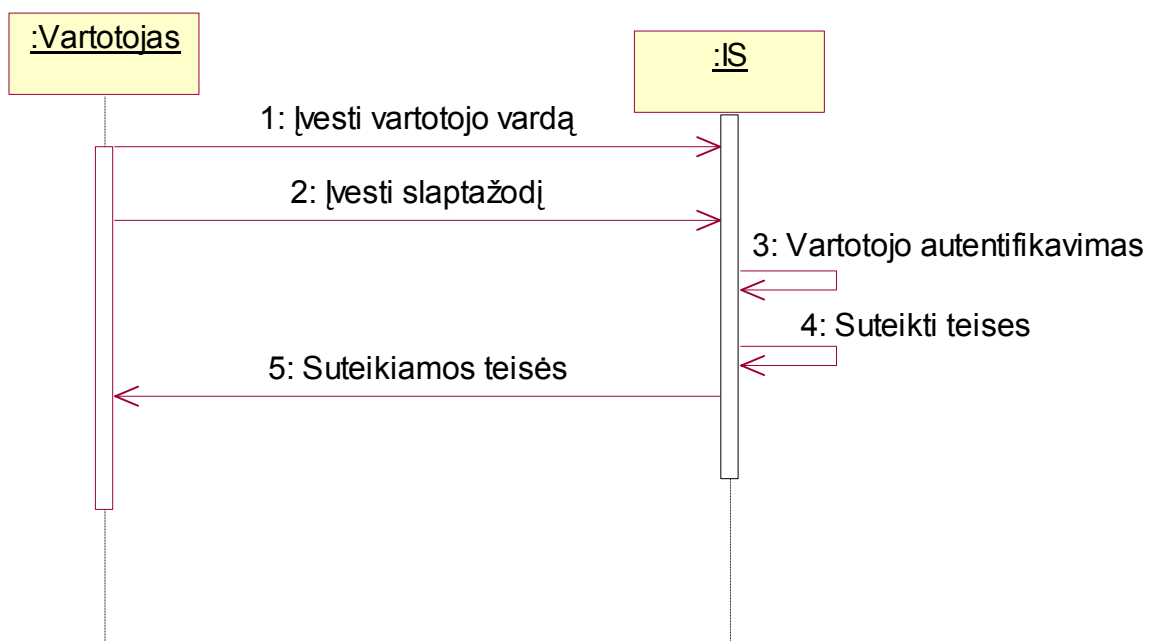 :Vartotojas
:IS
1: Įvesti vartotojo vardą
2: Įvesti slaptažodį
3: Vartotojo autentifikavimas
4: Suteikti teises
5: Suteikiamos teisės